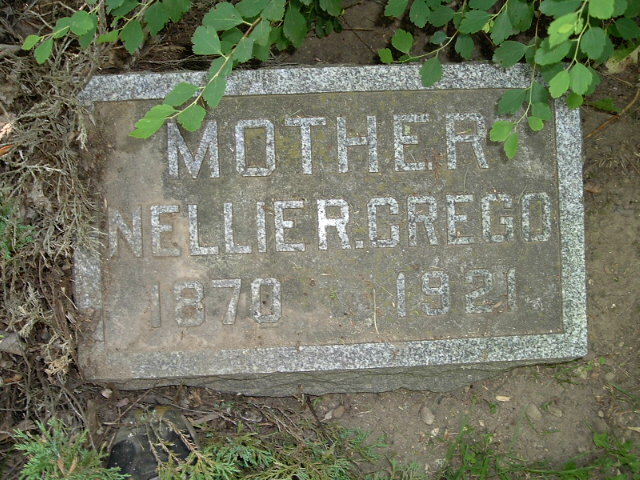 MOTHER
NELLIE R. GREGO
1870 1921